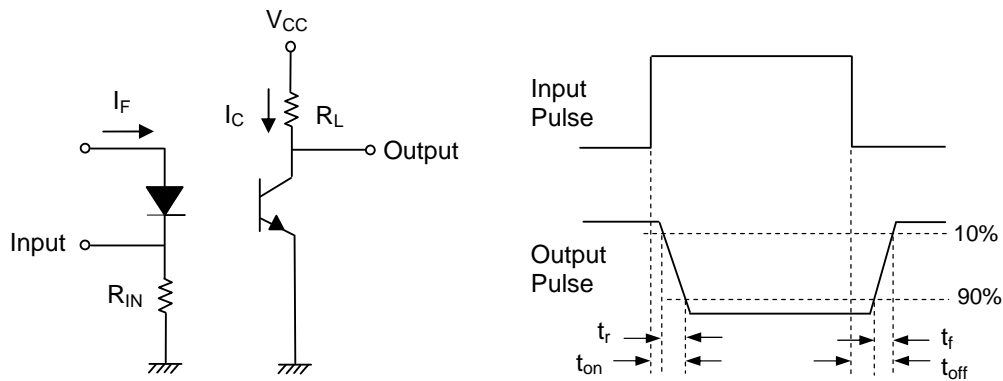 V_CC
I_F
I_C
R_L
Output
Input
R_IN
Input
Pulse
Output
Pulse
10%
90%
t_r
t_f
t_on
t_off